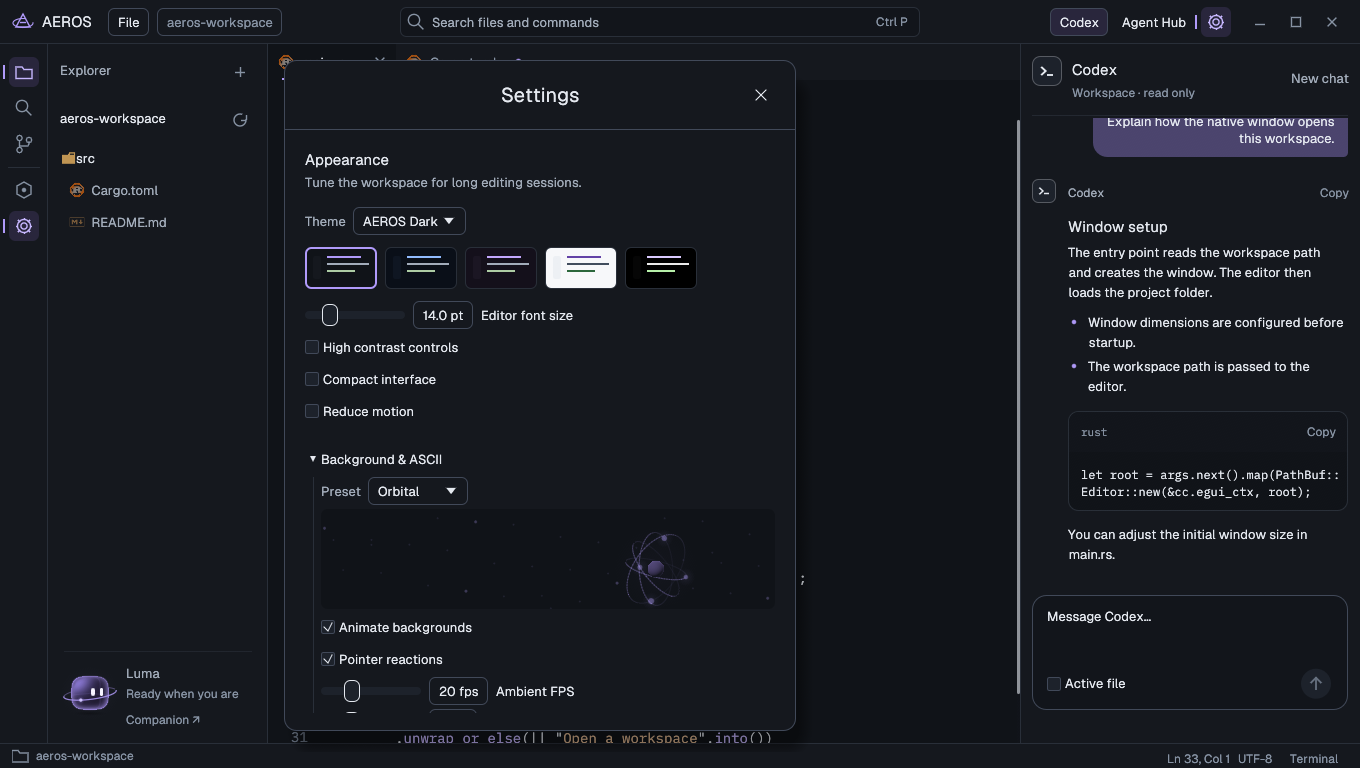 AEROS
File
aeros-workspace
Search files and commands
Ctrl P
Codex
Agent Hub
Explorer
aeros-workspace
src
Cargo.toml
README.md
Luma
Ready when you are
Companion ↗
Settings
Appearance
Tune the workspace for long editing sessions.
Theme
AEROS Dark
14.0 pt
Editor font size
High contrast controls
Compact interface
Reduce motion
Background & ASCII
Preset
Orbital
Animate backgrounds
Pointer reactions
20 fps
Ambient FPS
;
31
.unwrap_or_else(|| "Open a workspace".into())
Codex
Workspace · read only
New chat
Explain how the native window opens
this workspace.
Codex
Copy
Window setup
The entry point reads the workspace path
and creates the window. The editor then
loads the project folder.
• Window dimensions are configured before
startup.
• The workspace path is passed to the
editor.
rust
Copy
let root = args.next().map(PathBuf::
Editor::new(&cc.egui_ctx, root);
You can adjust the initial window size in
main.rs.
Message Codex…
Active file
aeros-workspace
Ln 33, Col 1
UTF-8
Terminal